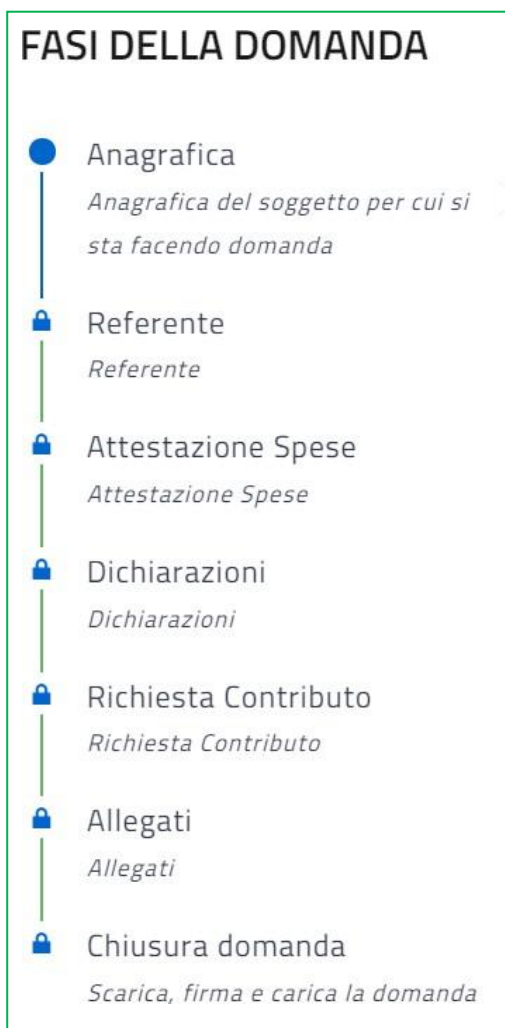 FASI DELLA DOMANDA
Anagrafica
Anagrafica del soggetto per cui si
sta facendo domanda
Referente
Referente
Attestazione Spese
Attestazione Spese
Dichiarazioni
Dichiarazioni
Richiesta Contributo
Richiesta Contributo
Allegati
Allegati
Chiusura domanda
Scarica, firma e carica la domanda